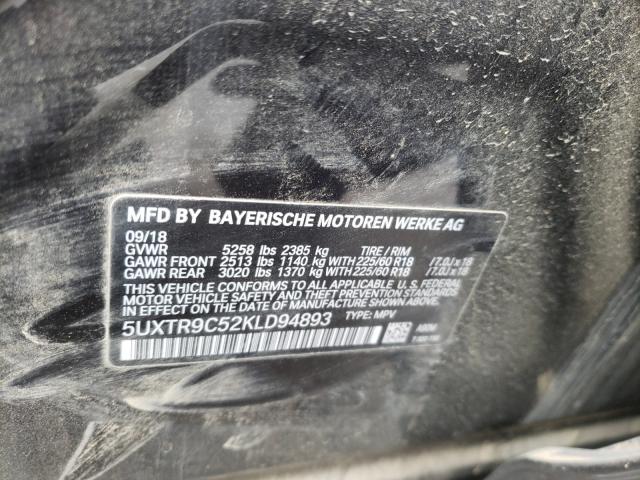 MFD BY BAYERISCHE MOTOREN WERKE AG
09/18
GVWR 5258 lbs 2385 kg TIRE / RIM
GAWR FRONT 2513 lbs 1140 kg WITH 225/60 R18 /7.0J x 18
GAWR REAR 3020 lbs 1370 kg WITH 225/60 R18 /7.0J x 18
THIS VEHICLE CONFORMS TO ALL APPLICABLE U. S. FEDERAL
MOTOR VEHICLE SAFETY, BUMPER, AND THEFT PREVENTION STANDARDS
IN EFFECT ON THE DATE OF MANUFACTURE SHOWN ABOVE.
5UXTR9C52KLD94893 TYPE: MPV